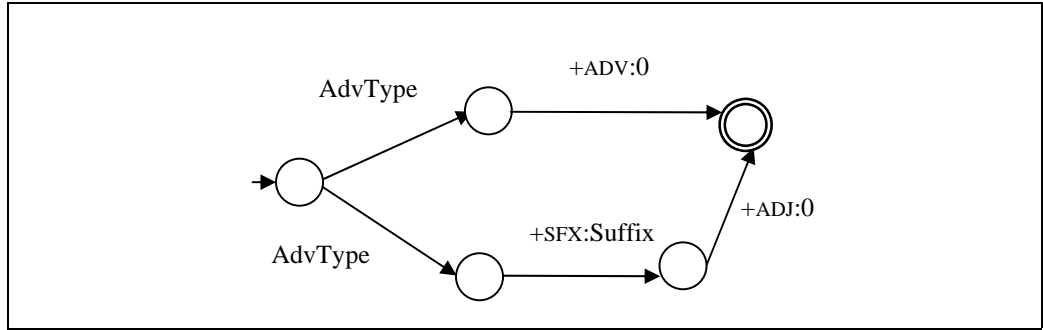 +ADV:0
AdvType
+ADJ:0
+SFX:Suffix
AdvType